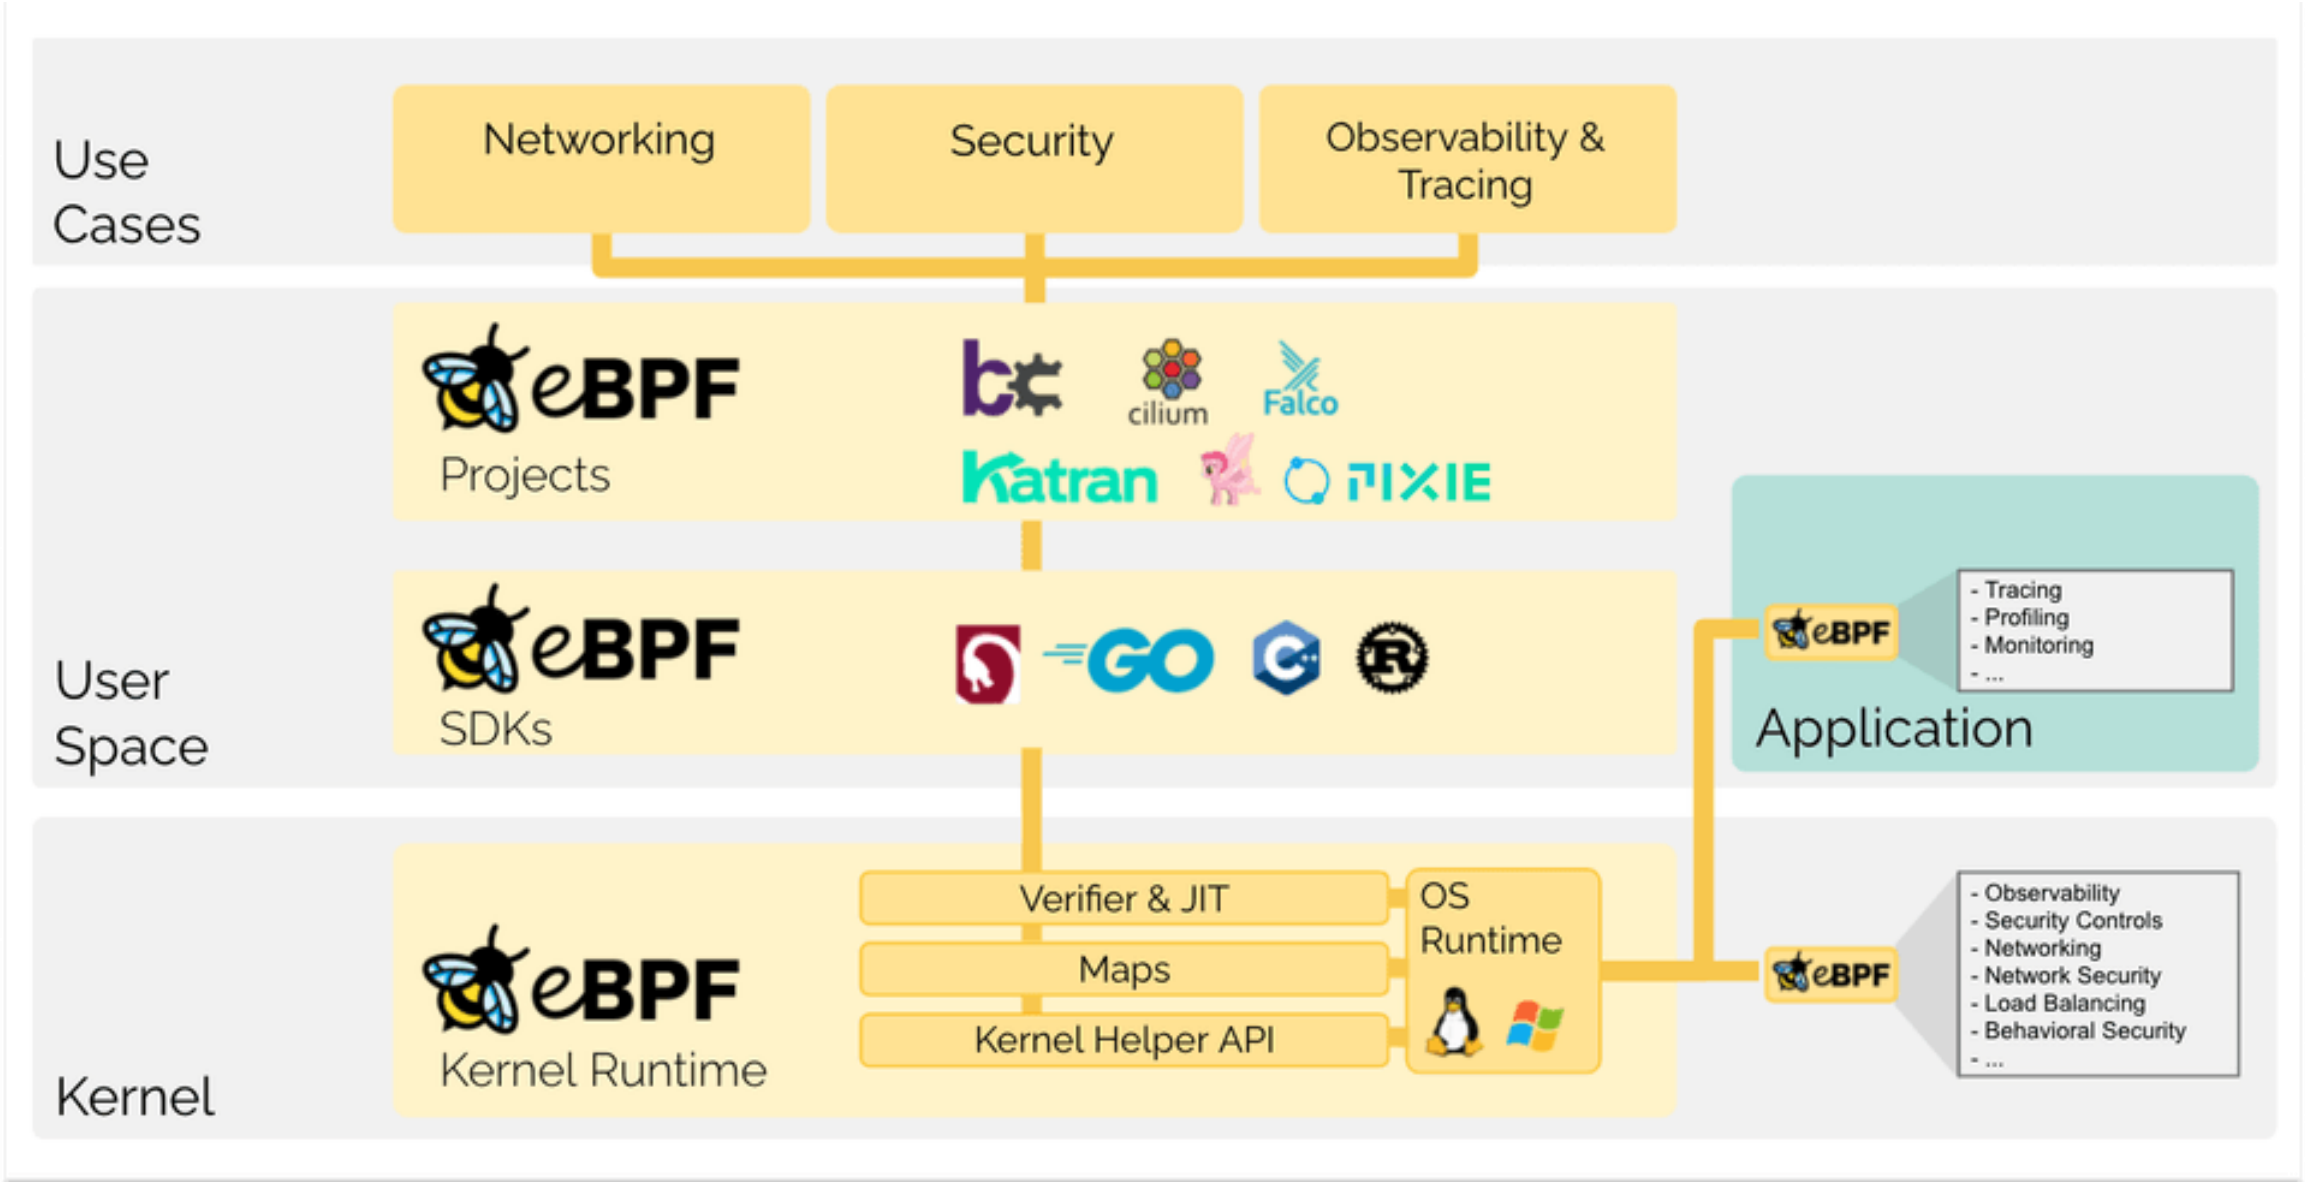 Use
Cases
Networking
Security
Observability &
Tracing
User
Space
eBPF
Projects
bcc
cilium
Falco
Katran
PIXIE
eBPF
SDKs
GO
C++
R
Application
eBPF
- Tracing
- Profiling
- Monitoring
- ...
Kernel
eBPF
Kernel Runtime
Verifier & JIT
Maps
Kernel Helper API
OS
Runtime
eBPF
- Observability
- Security Controls
- Networking
- Network Security
- Load Balancing
- Behavioral Security
- ...